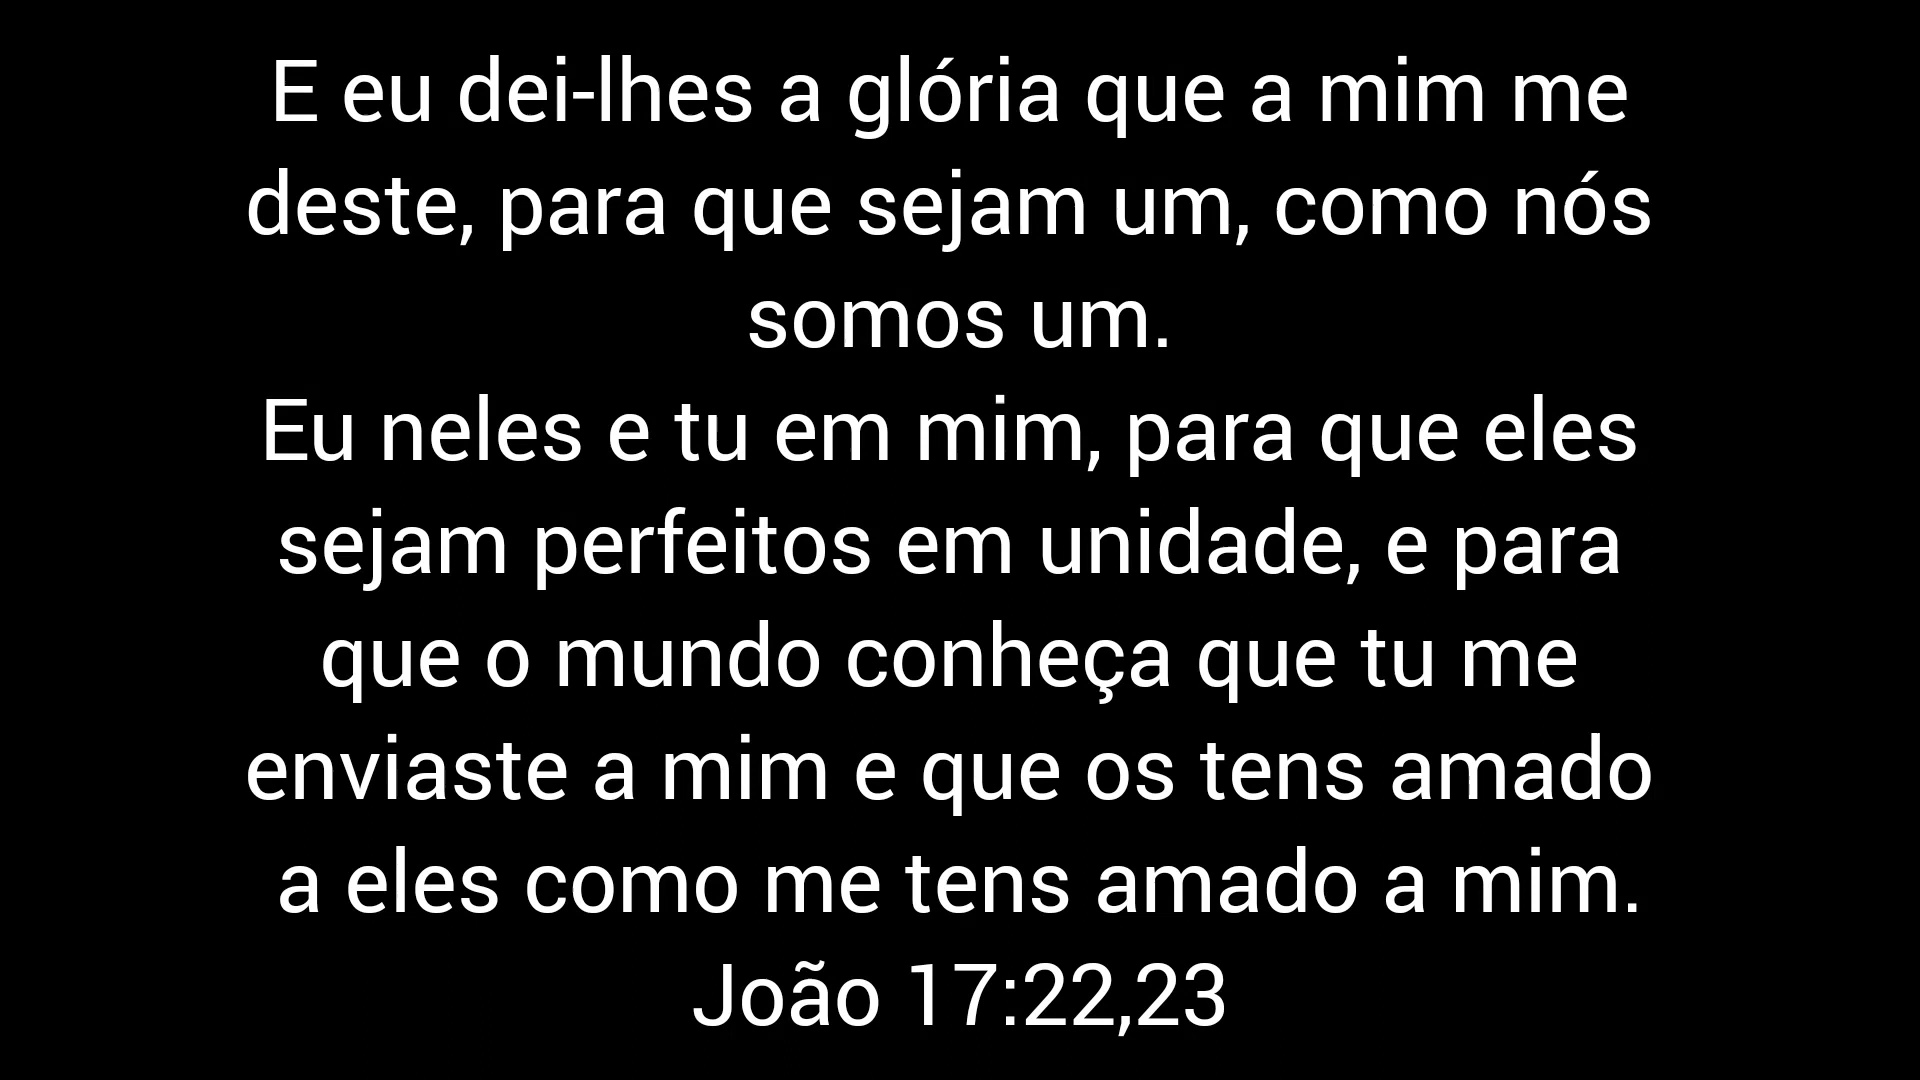 E eu dei-lhes a glória que a mim me
deste, para que sejam um, como nós
somos um.
Eu neles e tu em mim, para que eles
sejam perfeitos em unidade, e para
que o mundo conheça que tu me
enviaste a mim e que os tens amado
a eles como me tens amado a mim.
João 17:22,23